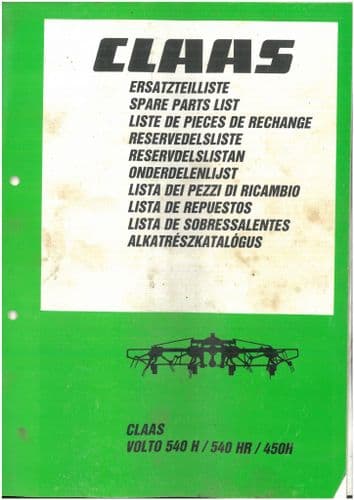 CLAAS
ERSATZTEILLISTE
SPARE PARTS LIST
LISTE DE PIECES DE RECHANGE
RESERVEDELSLISTE
RESERVDELSLISTAN
ONDERDELENLIJST
LISTA DEI PEZZI DI RICAMBIO
LISTA DE REPUESTOS
LISTA DE SOBRESSALENTES
ALKATRÉSZKATALÓGUS
CLAAS
VOLTO 540 H / 540 HR / 450H